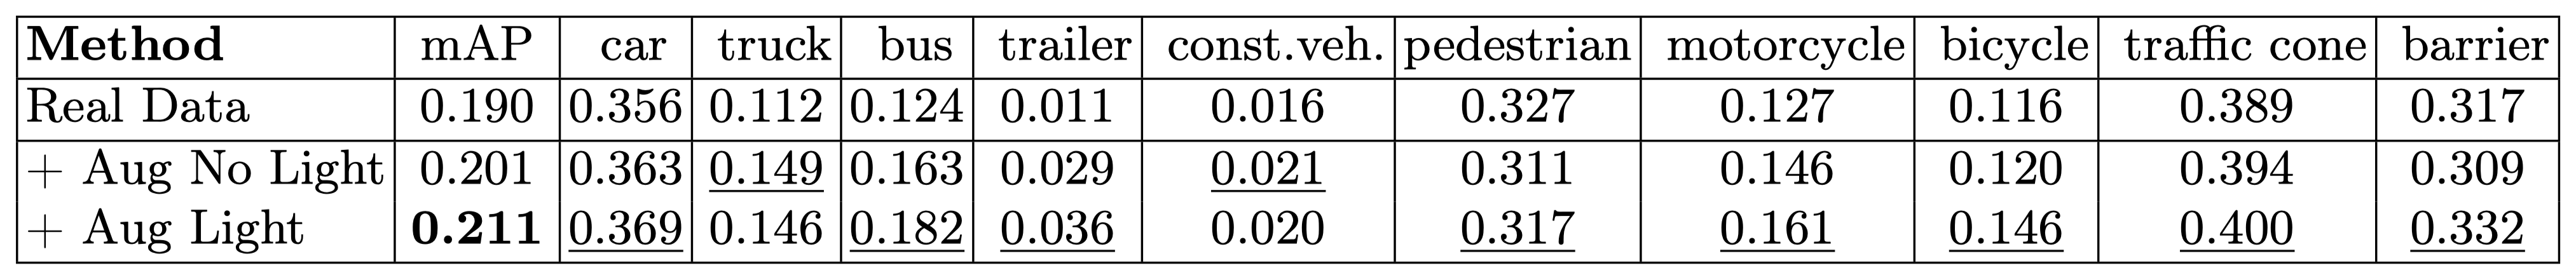 Method mAP car truck bus trailer const.veh. pedestrian motorcycle bicycle traffic cone barrier
Real Data 0.190 0.356 0.112 0.124 0.011 0.016 0.327 0.127 0.116 0.389 0.317
+ Aug No Light 0.201 0.363 0.149 0.163 0.029 0.021 0.311 0.146 0.120 0.394 0.309
+ Aug Light 0.211 0.369 0.146 0.182 0.036 0.020 0.317 0.161 0.146 0.400 0.332